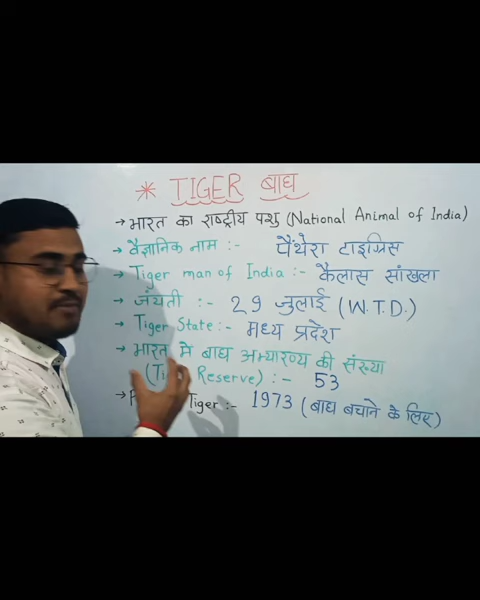 * TIGER बाघ
→ भारत का राष्ट्रीय पशु (National Animal of India)
→ वैज्ञानिक नाम :- पैंथेरा टाइग्रिस
→ Tiger man of India :- कैलास सांखला
→ जंयती :- 29 जुलाई (W.T.D.)
→ Tiger State :- मध्य प्रदेश
→ भारत में बाघ अभ्यारण्य की संख्या
Reserve) :- 53
→ Tiger :- 1973 (बाघ बचाने के लिए)